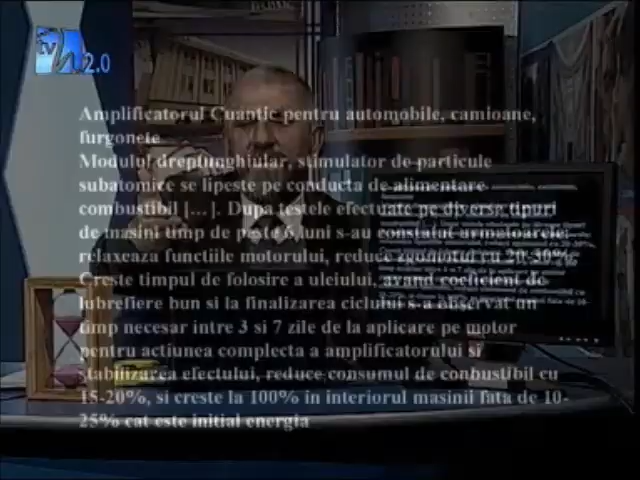 tv
2.0
Amplificatorul Cuantic pentru automobile, camioane,
furgonete
Modulul dreptunghiular, stimulator de particule
subatomice se lipeste pe conducta de alimentare
combustibil [...]. Dupa testele efectuate pe diverse tipuri
de masini timp de peste 6 luni s-au constatat urmatoarele:
relaxeaza functiile motorului, reduce zgomotul cu 20-30%
Creste timpul de folosire a uleiului, avand coeficient de
lubrefiere bun si la finalizarea ciclului s-a observat un
timp necesar intre 3 si 7 zile de la aplicare pe motor
pentru actiunea complecta a amplificatorului si
stabilizarea efectului, reduce consumul de combustibil cu
15-20%, si creste la 100% in interiorul masinii fata de 10-
25% cat este initial energia